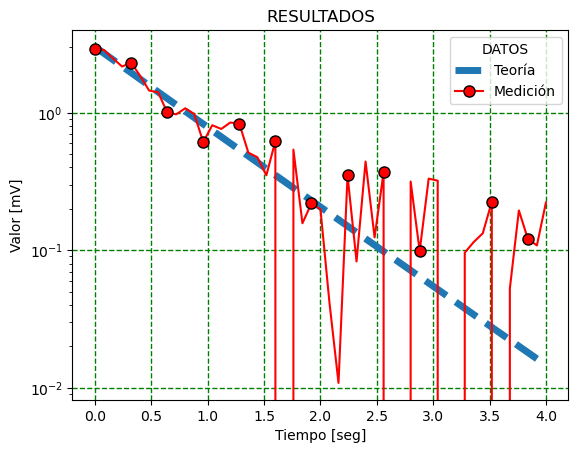 RESULTADOS
DATOS
Teoría
Medición
10⁰
10⁻¹
10⁻²
Valor [mV]
0.0 0.5 1.0 1.5 2.0 2.5 3.0 3.5 4.0
Tiempo [seg]